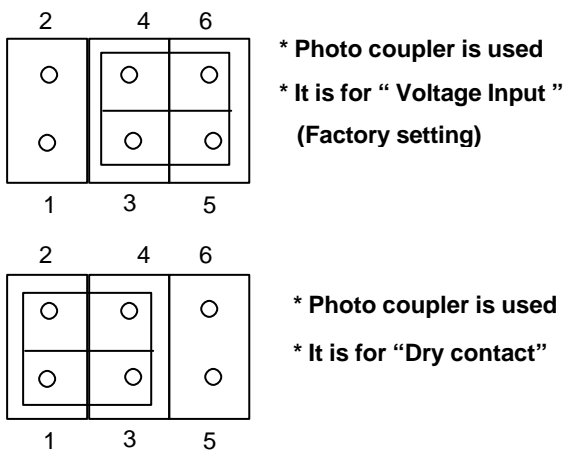 2 4 6
* Photo coupler is used
* It is for “ Voltage Input ”
(Factory setting)
1 3 5
2 4 6
* Photo coupler is used
* It is for “Dry contact”
1 3 5